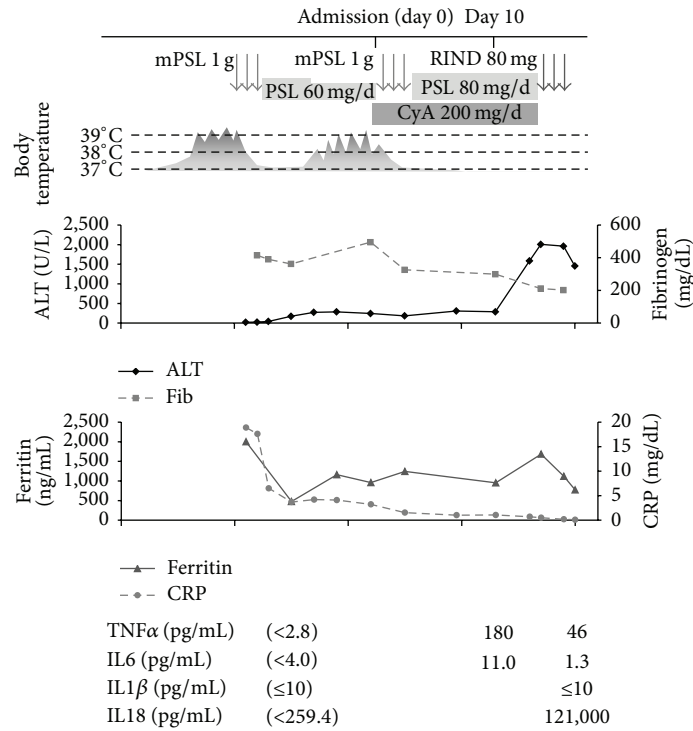 Admission (day 0) Day 10
mPSL 1 g mPSL 1 g RIND 80 mg
PSL 60 mg/d PSL 80 mg/d
CyA 200 mg/d
Body temperature
39°C
38°C
37°C
ALT (U/L)
2,500
2,000
1,500
1,000
500
0
600
400
200
0
Fibrinogen (mg/dL)
ALT
Fib
Ferritin (ng/mL)
2,500
2,000
1,500
1,000
500
0
20
15
10
5
0
CRP (mg/dL)
Ferritin
CRP
TNFα (pg/mL) (<2.8) 180 46
IL6 (pg/mL) (<4.0) 11.0 1.3
IL1β (pg/mL) (≤10) ≤10
IL18 (pg/mL) (<259.4) 121,000